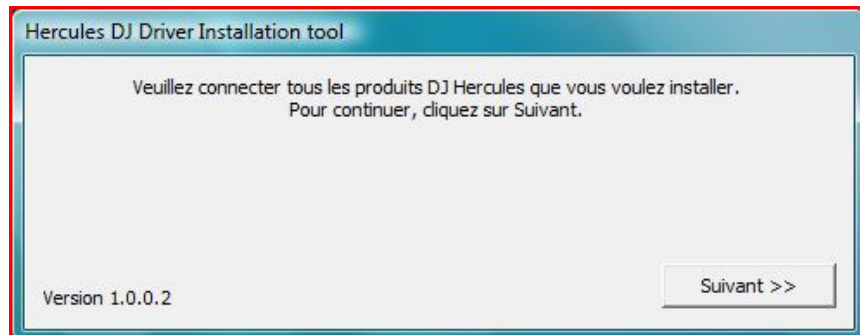 Hercules DJ Driver Installation tool
Veuillez connecter tous les produits DJ Hercules que vous voulez installer.
Pour continuer, cliquez sur Suivant.
Version 1.0.0.2
Suivant >>